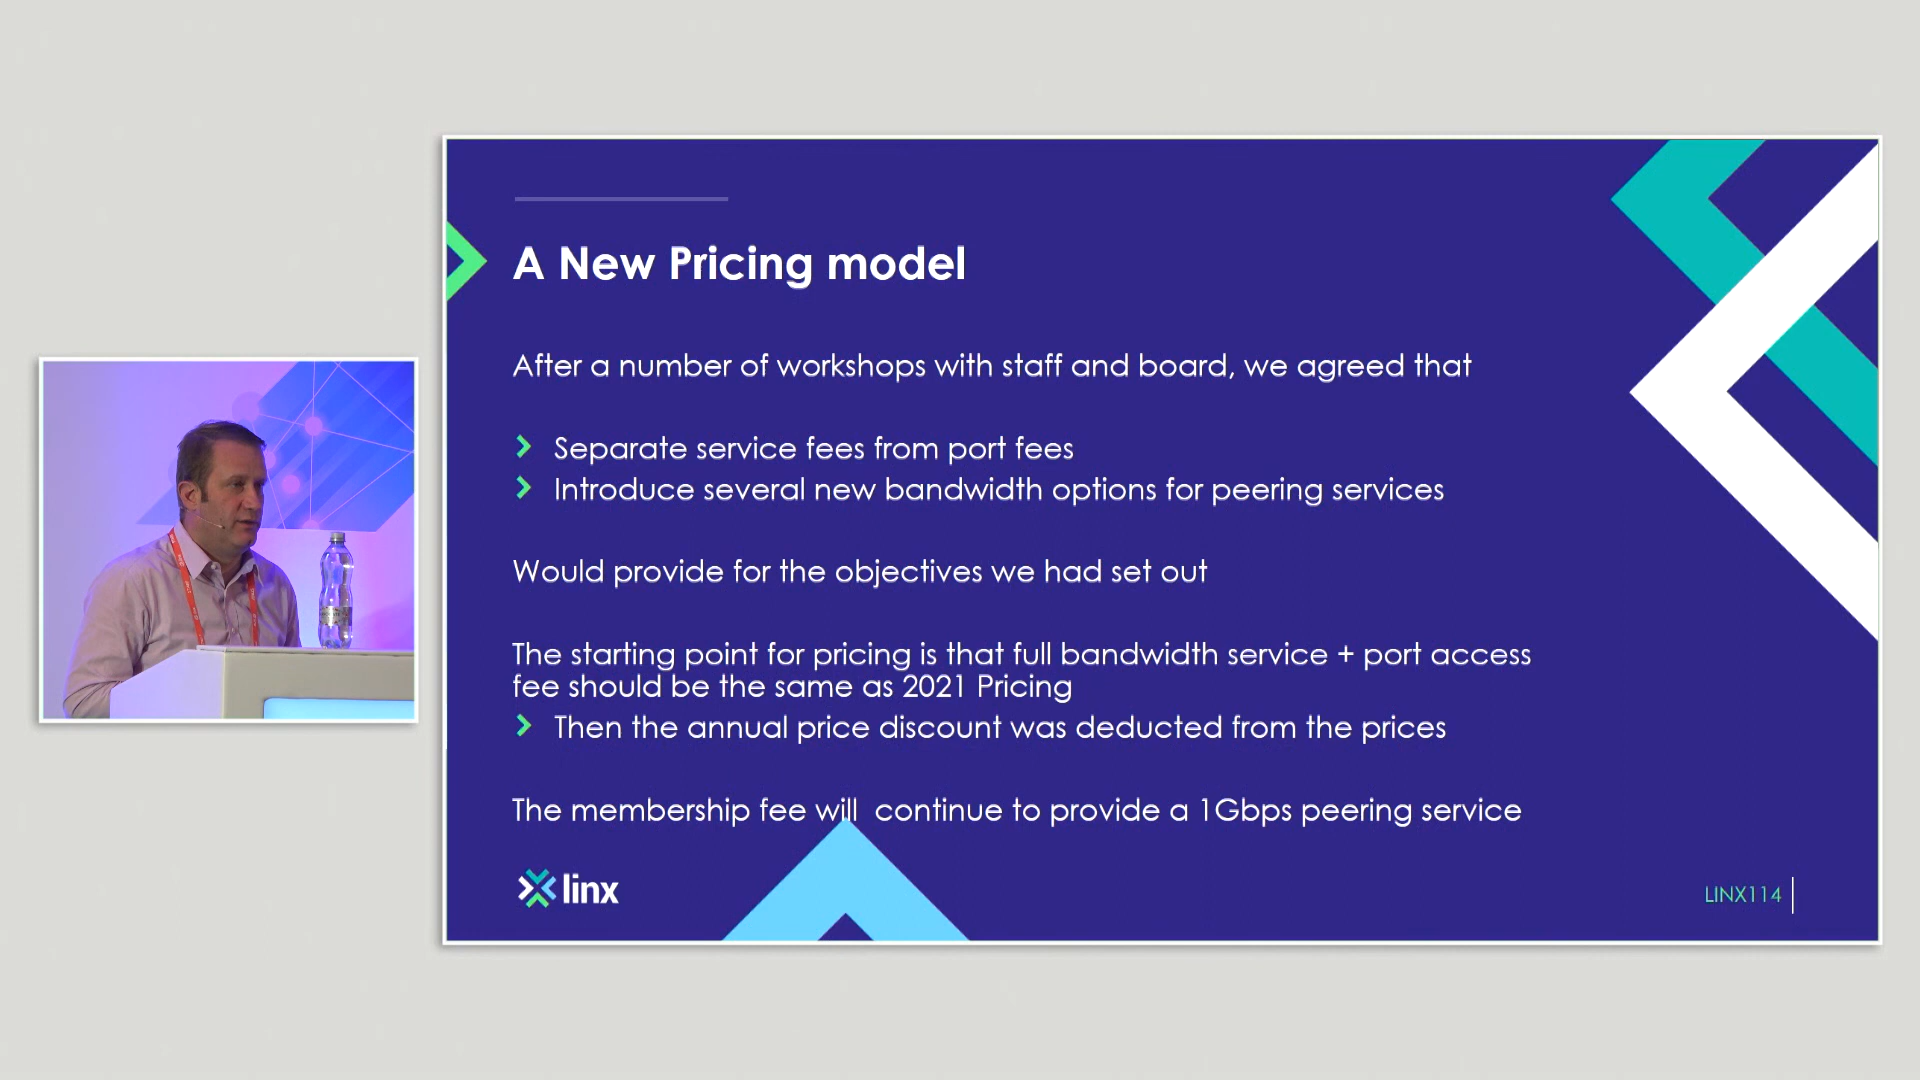 A New Pricing model
After a number of workshops with staff and board, we agreed that
Separate service fees from port fees
Introduce several new bandwidth options for peering services
Would provide for the objectives we had set out
The starting point for pricing is that full bandwidth service + port access
fee should be the same as 2021 Pricing
Then the annual price discount was deducted from the prices
The membership fee will  continue to provide a 1Gbps peering service
linx
LINX114